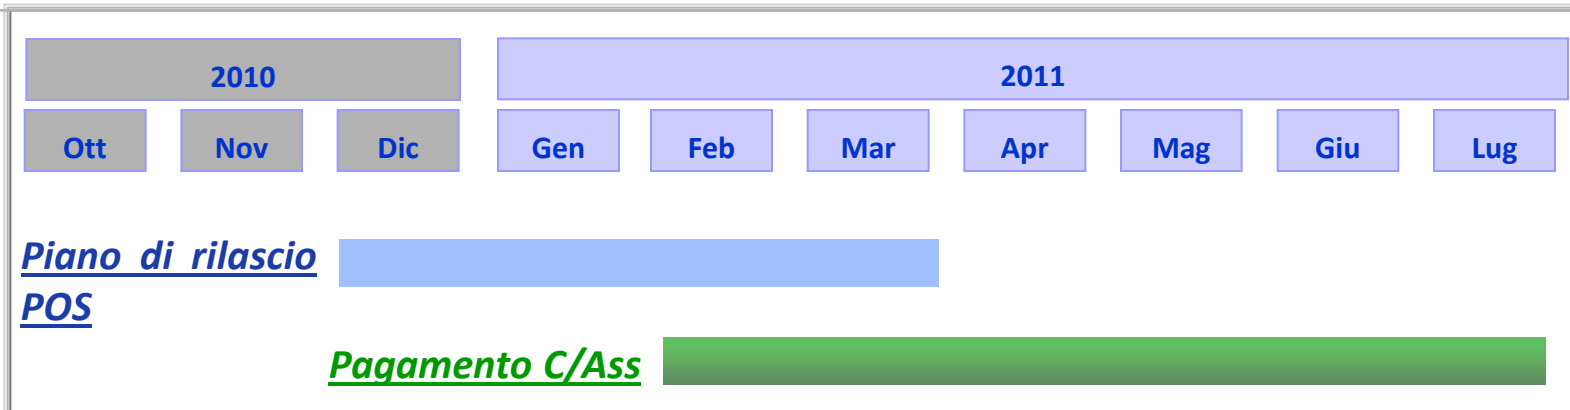 2010 2011
Ott Nov Dic Gen Feb Mar Apr Mag Giu Lug
Piano di rilascio
POS
Pagamento C/Ass